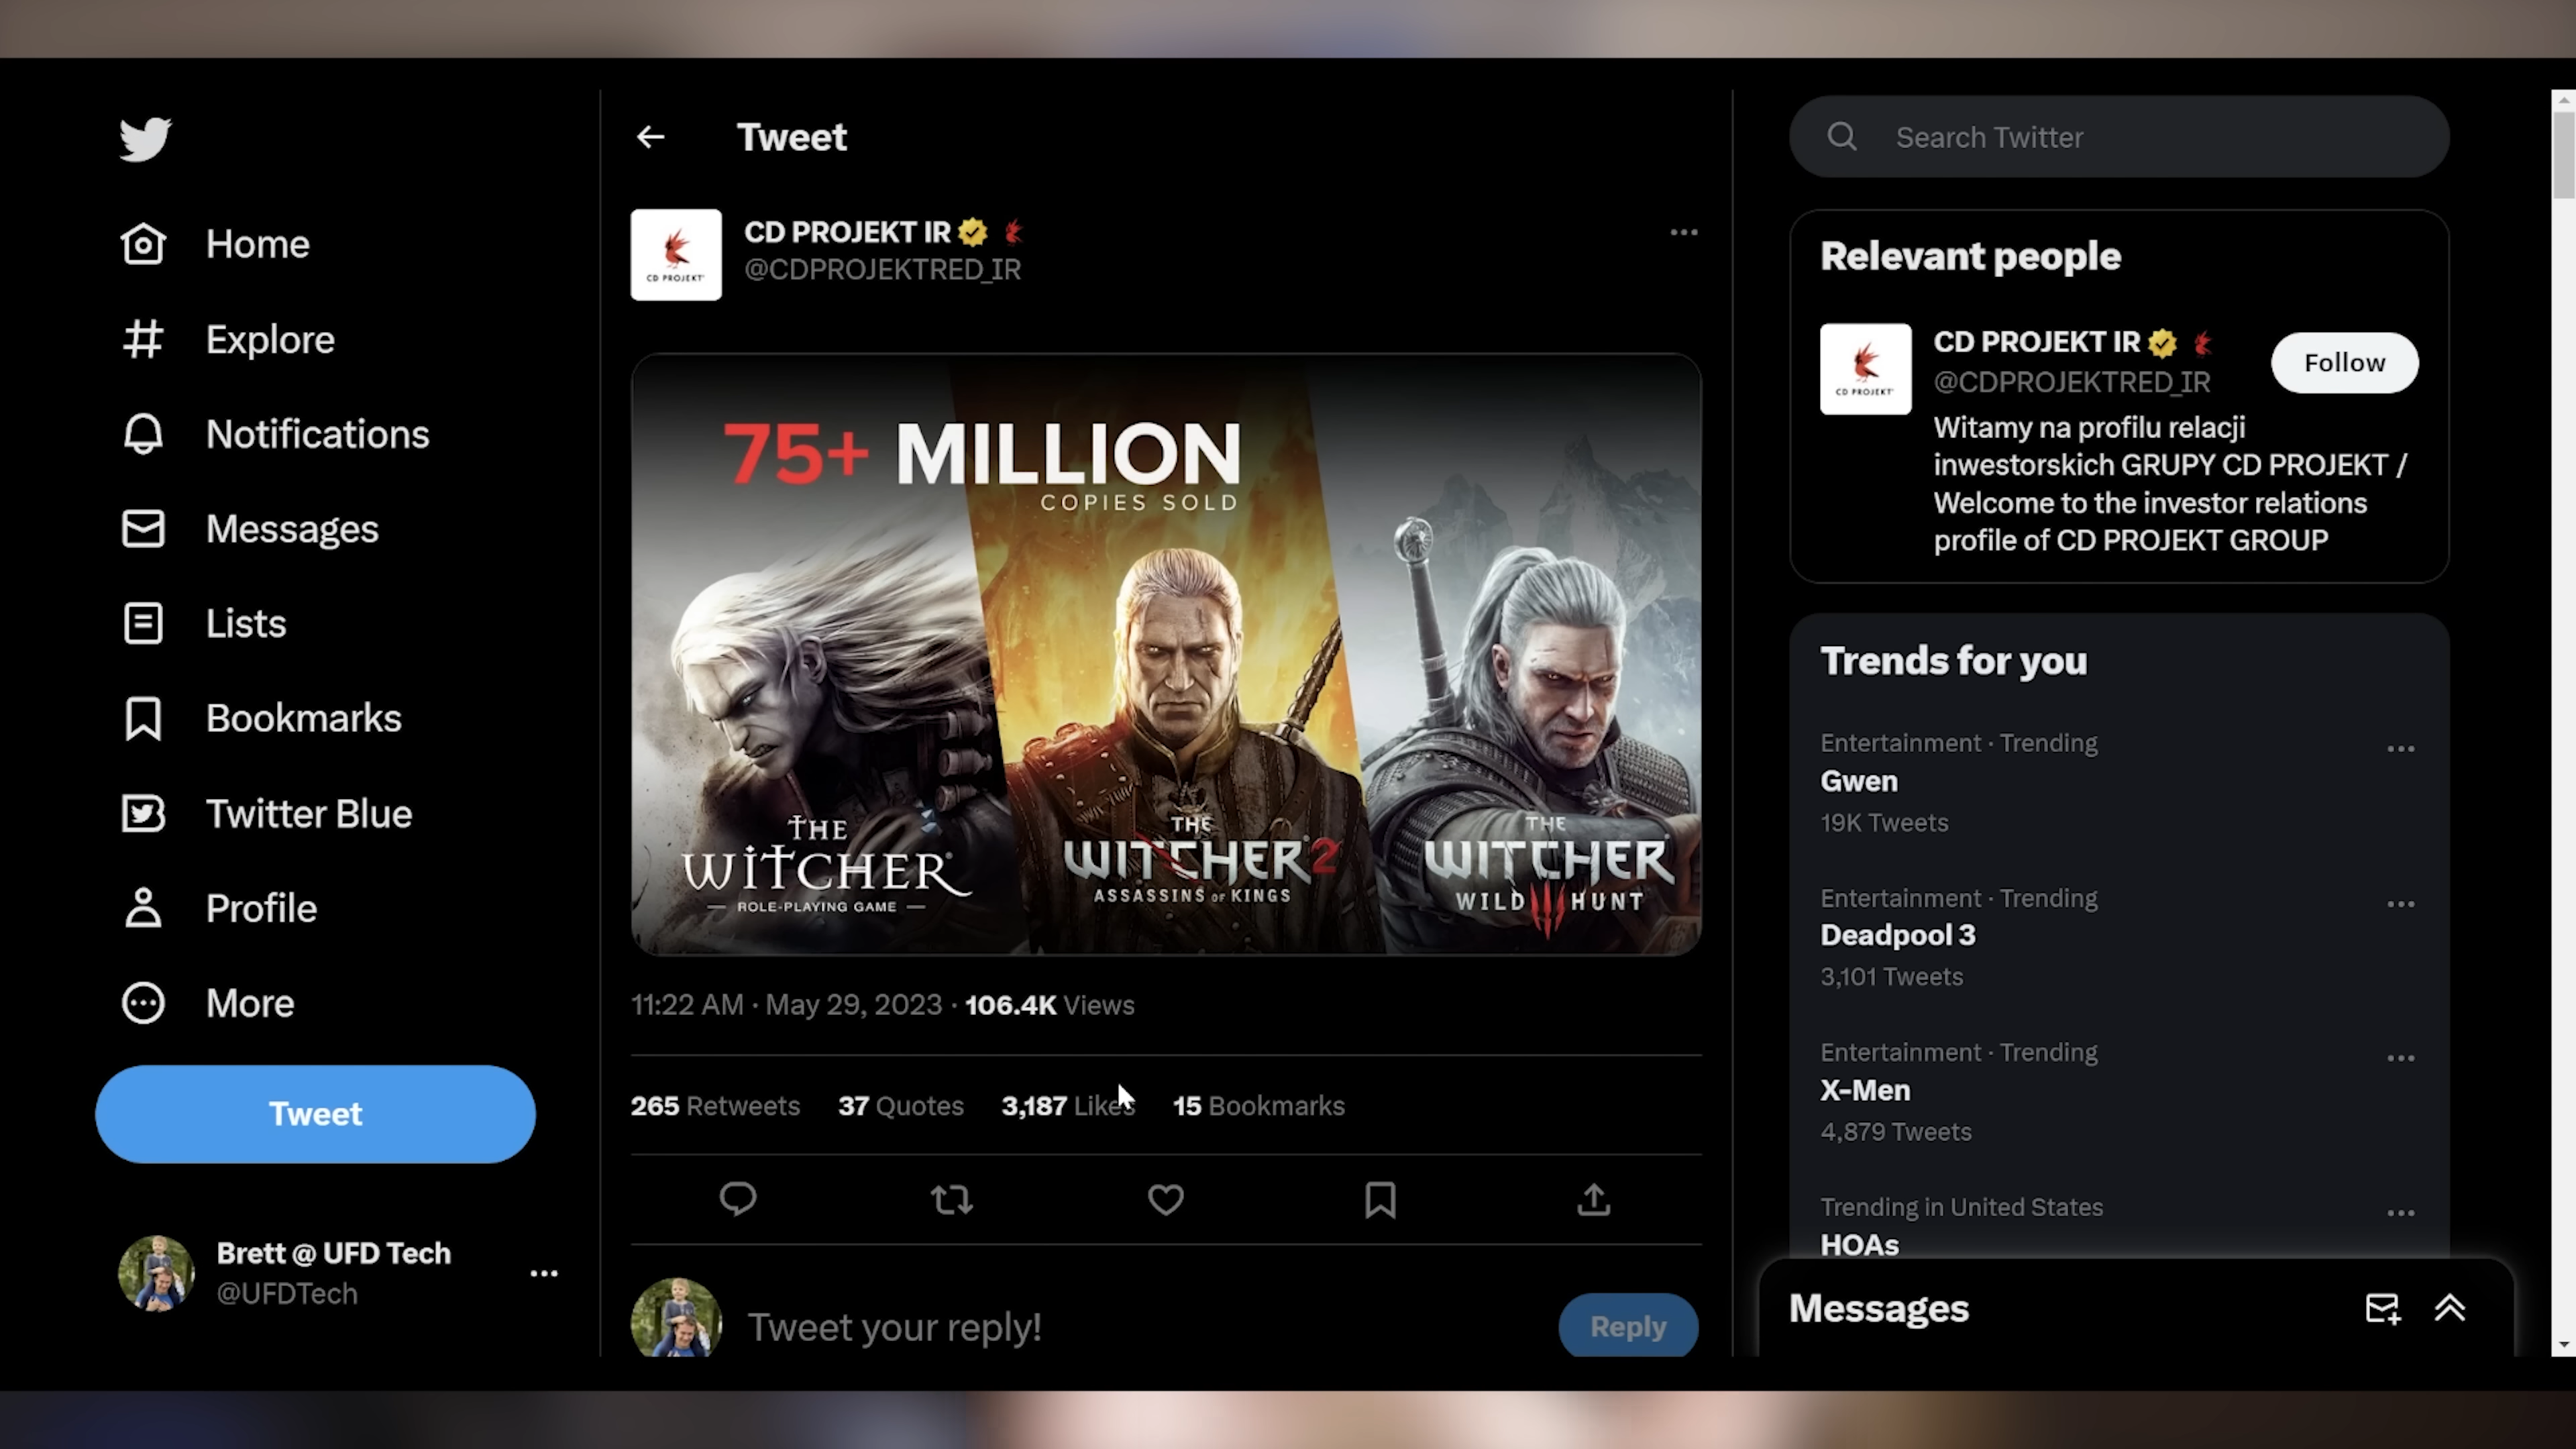 Home
Explore
Notifications
Messages
Lists
Bookmarks
Twitter Blue
Profile
More
Tweet
Brett @ UFD Tech
@UFDTech
Tweet
CD PROJEKT IR
@CDPROJEKTRED_IR
CD PROJEKT
75+ MILLION
COPIES SOLD
THE
WITCHER
ROLE-PLAYING GAME
THE
WITCHER 2
ASSASSINS OF KINGS
THE
WITCHER
WILD HUNT
11:22 AM · May 29, 2023 · 106.4K Views
265 Retweets 37 Quotes 3,187 Likes 15 Bookmarks
Tweet your reply!
Reply
Search Twitter
Relevant people
CD PROJEKT
CD PROJEKT IR
@CDPROJEKTRED_IR
Follow
Witamy na profilu relacji
inwestorskich GRUPY CD PROJEKT /
Welcome to the investor relations
profile of CD PROJEKT GROUP
Trends for you
Entertainment · Trending
Gwen
19K Tweets
Entertainment · Trending
Deadpool 3
3,101 Tweets
Entertainment · Trending
X-Men
4,879 Tweets
Trending in United States
HOAs
Messages